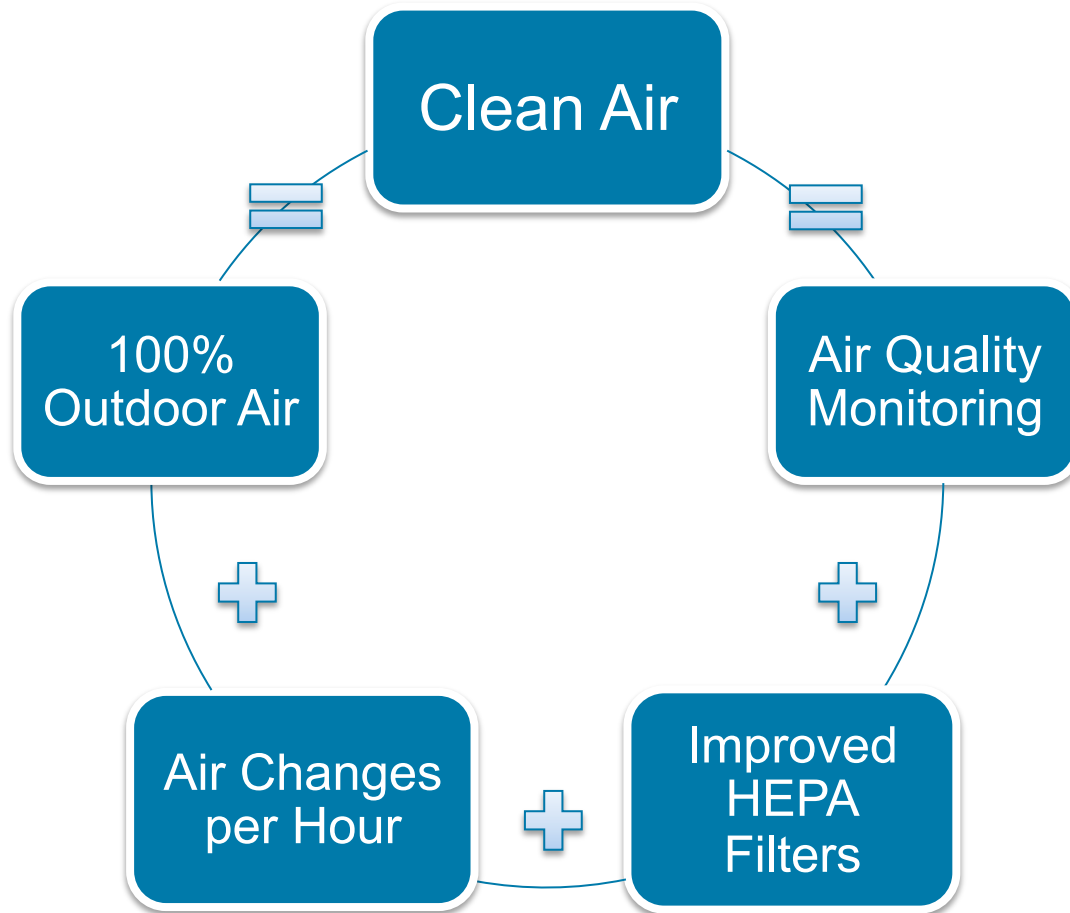 Clean Air
100%
Outdoor Air
Air Quality
Monitoring
Air Changes
per Hour
Improved
HEPA
Filters